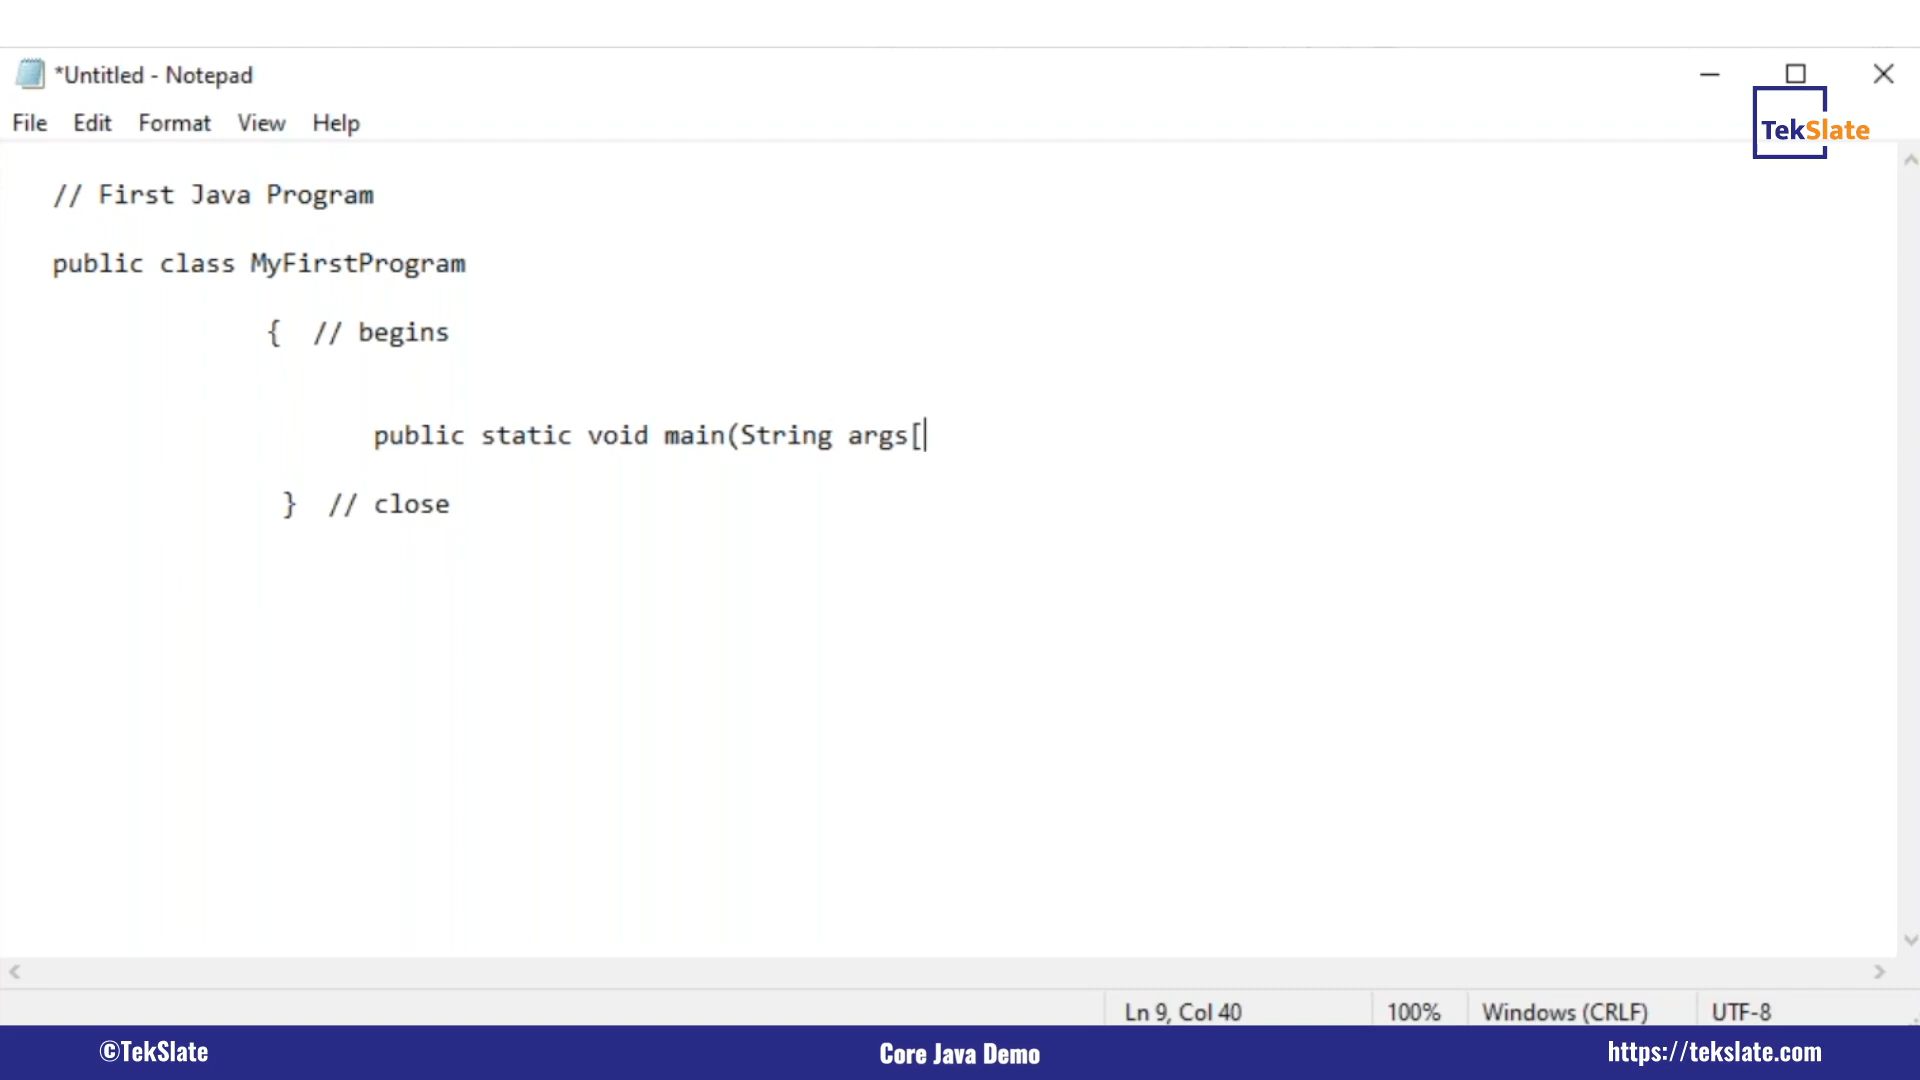 *Untitled - Notepad
File Edit Format View Help
TekSlate
// First Java Program
public class MyFirstProgram
{ // begins
public static void main(String args[
} // close
Ln 9, Col 40 100% Windows (CRLF) UTF-8
©TekSlate Core Java Demo https://tekslate.com